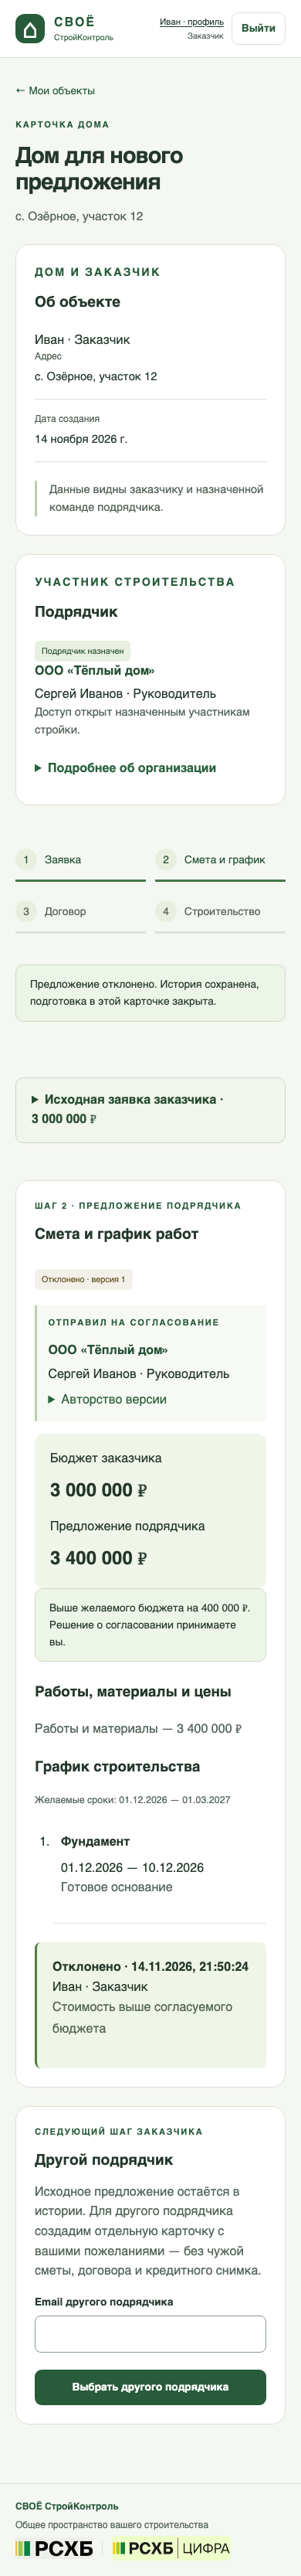 СВОЁ
СтройКонтроль
Иван · профиль
Заказчик
Выйти
← Мои объекты
КАРТОЧКА ДОМА
Дом для нового
предложения
с. Озёрное, участок 12
ДОМ И ЗАКАЗЧИК
Об объекте
Иван · Заказчик
Адрес
с. Озёрное, участок 12
Дата создания
14 ноября 2026 г.
Данные видны заказчику и назначенной
команде подрядчика.
УЧАСТНИК СТРОИТЕЛЬСТВА
Подрядчик
Подрядчик назначен
ООО «Тёплый дом»
Сергей Иванов · Руководитель
Доступ открыт назначенным участникам
стройки.
▶ Подробнее об организации
1 Заявка
2 Смета и график
3 Договор
4 Строительство
Предложение отклонено. История сохранена,
подготовка в этой карточке закрыта.
▶ Исходная заявка заказчика ·
3 000 000 ₽
ШАГ 2 · ПРЕДЛОЖЕНИЕ ПОДРЯДЧИКА
Смета и график работ
Отклонено · версия 1
ОТПРАВИЛ НА СОГЛАСОВАНИЕ
ООО «Тёплый дом»
Сергей Иванов · Руководитель
▶ Авторство версии
Бюджет заказчика
3 000 000 ₽
Предложение подрядчика
3 400 000 ₽
Выше желаемого бюджета на 400 000 ₽.
Решение о согласовании принимаете
вы.
Работы, материалы и цены
Работы и материалы — 3 400 000 ₽
График строительства
Желаемые сроки: 01.12.2026 — 01.03.2027
1. Фундамент
01.12.2026 — 10.12.2026
Готовое основание
Отклонено · 14.11.2026, 21:50:24
Иван · Заказчик
Стоимость выше согласуемого
бюджета
СЛЕДУЮЩИЙ ШАГ ЗАКАЗЧИКА
Другой подрядчик
Исходное предложение остаётся в
истории. Для другого подрядчика
создадим отдельную карточку с
вашими пожеланиями — без чужой
сметы, договора и кредитного снимка.
Email другого подрядчика
Выбрать другого подрядчика
СВОЁ СтройКонтроль
Общее пространство вашего строительства
РСХБ
РСХБ ЦИФРА